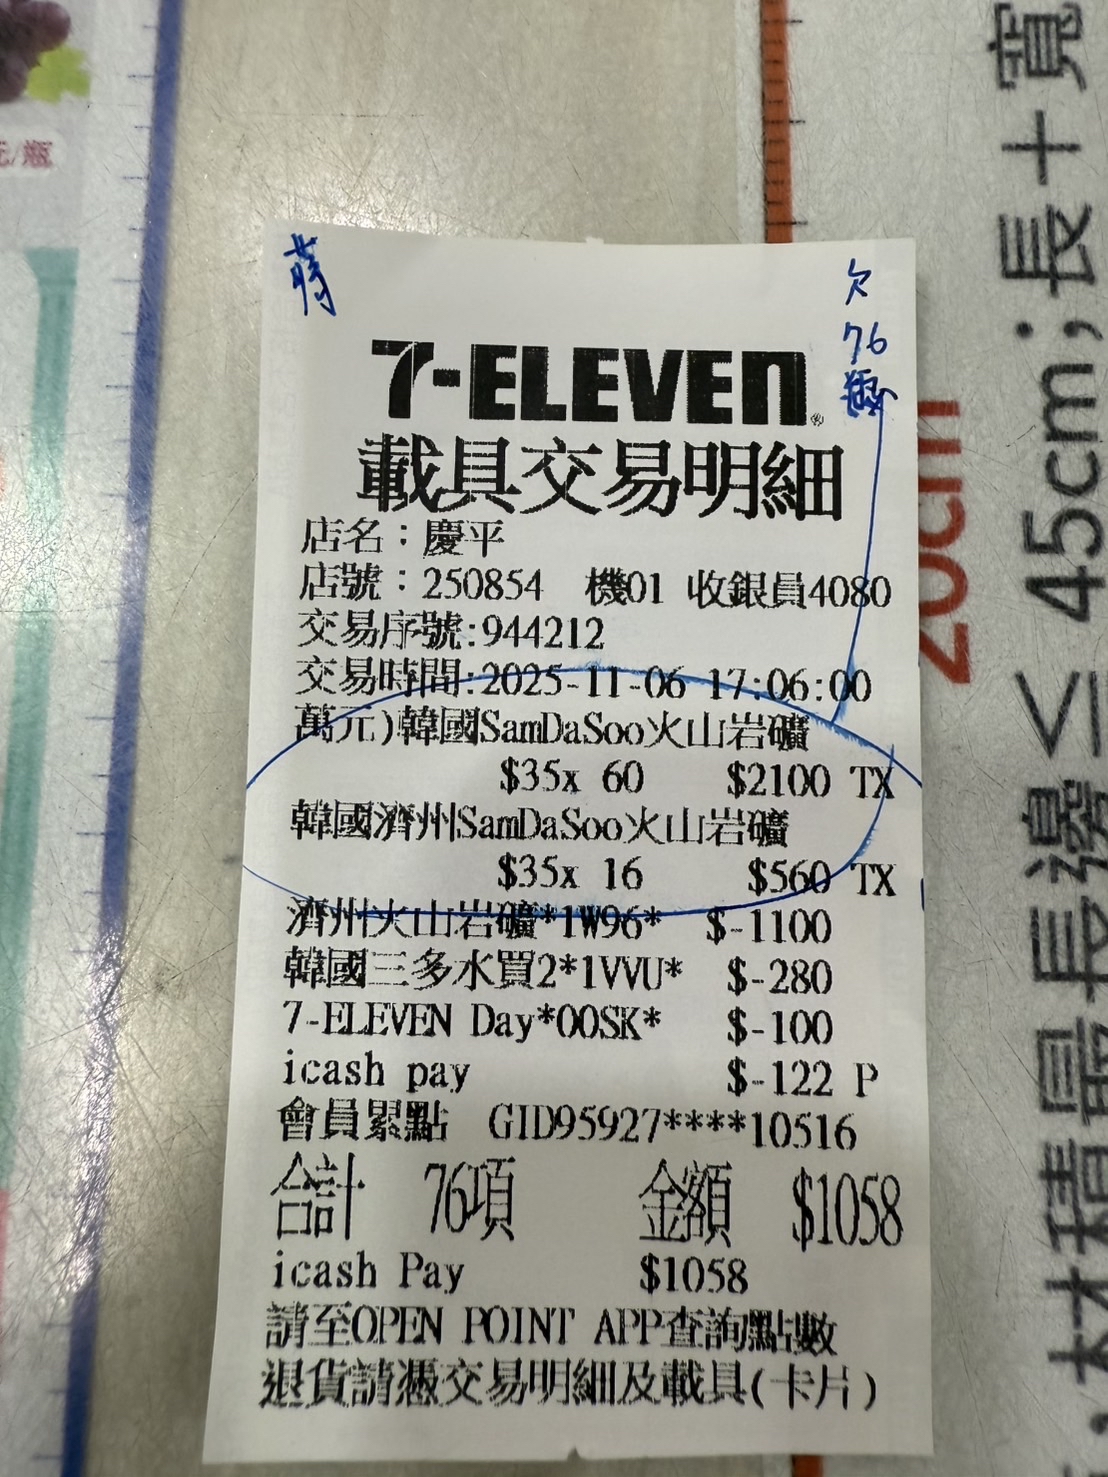 蔣
欠
76
瓶
7-ELEVEN®
載具交易明細
店名：慶平
店號：250854 機01 收銀員4080
交易序號:944212
交易時間:2025-11-06 17:06:00
萬元)韓國SamDaSoo火山岩礦
$35x 60 $2100 TX
韓國濟州SamDaSoo火山岩礦
$35x 16 $560 TX
濟州火山岩礦*1W96* $-1100
韓國三多水買2*1VVU* $-280
7-ELEVEN Day*00SK* $-100
icash pay $-122 P
會員累點 GID95927****10516
合計 76項 金額 $1058
icash Pay $1058
請至OPEN POINT APP查詢點數
退貨請憑交易明細及載具(卡片)
元/瓶
20cm
最長邊≤ 45cm；長＋寬